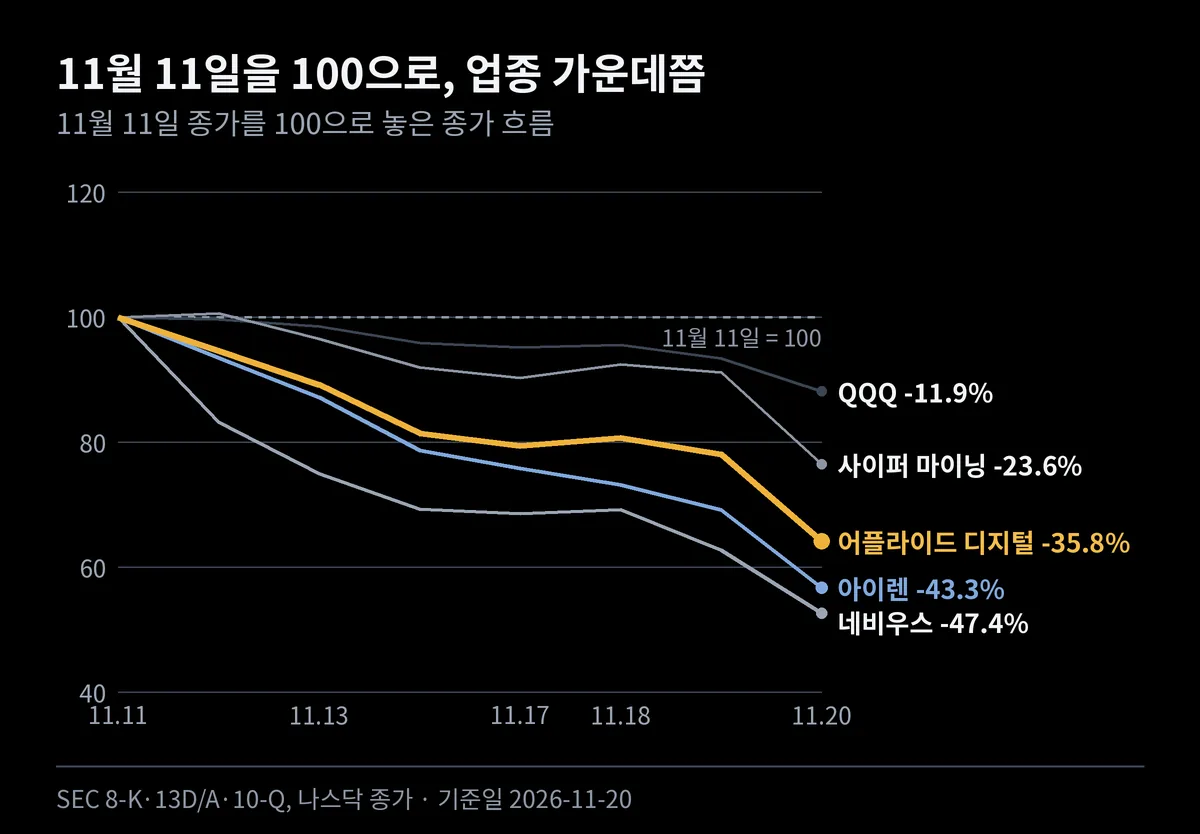 11월 11일을 100으로, 업종 가운데쯤
11월 11일 종가를 100으로 놓은 종가 흐름
120
100
11월 11일 = 100
QQQ -11.9%
80
사이퍼 마이닝 -23.6%
어플라이드 디지털 -35.8%
60
아이렌 -43.3%
네비우스 -47.4%
40
11.11 11.13 11.17 11.18 11.20
SEC 8-K · 13D/A · 10-Q, 나스닥 종가 · 기준일 2026-11-20